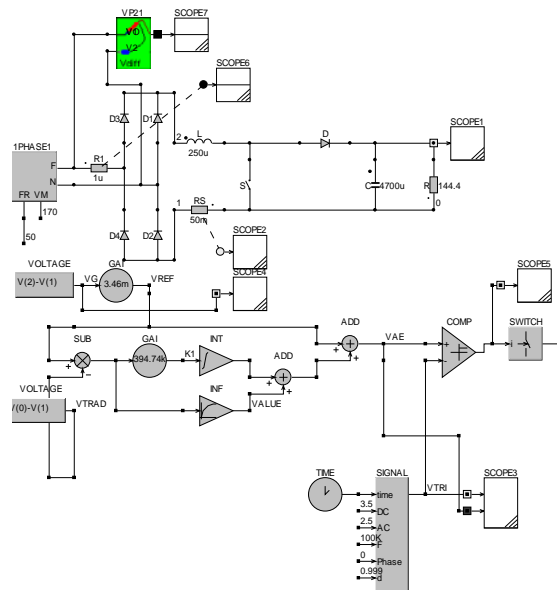 VP21
SCOPE7
V0
V2
Vdiff
SCOPE6
D3
D1
2
L
250u
D
SCOPE1
1PHASE1
F
N
FR VM
170
50
R1
1u
S
C
4700u
R
144.4
0
D4
D2
1
RS
50m
SCOPE2
SCOPE4
VOLTAGE
V(2)-V(1)
VG
GAI
3.46m
VREF
SCOPE5
SUB
GAI
394.74k
K1
INT
ADD
ADD
VAE
COMP
SWITCH
i
VOLTAGE
V(0)-V(1)
VTRAD
INF
VALUE
TIME
SIGNAL
VTRI
SCOPE3
time
3.5
DC
2.5
AC
100K
F
0
Phase
0.999
d